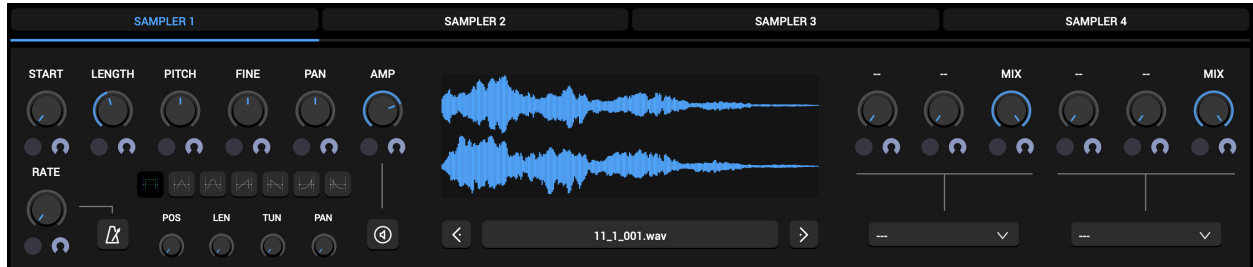 SAMPLER 1 SAMPLER 2 SAMPLER 3 SAMPLER 4
START LENGTH PITCH FINE PAN AMP -- -- MIX -- -- MIX
RATE
POS LEN TUN PAN
11_1_001.wav --- ---